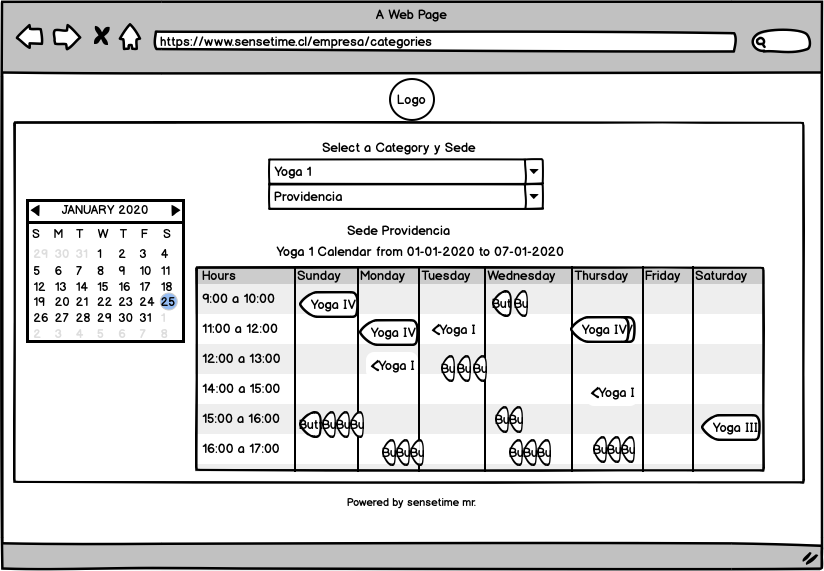 A Web Page
https://www.sensetime.cl/empresa/categories
Logo
Select a Category y Sede
Yoga 1
Providencia
JANUARY 2020
S M T W T F S
29 30 31 1 2 3 4
5 6 7 8 9 10 11
12 13 14 15 16 17 18
19 20 21 22 23 24 25
26 27 28 29 30 31 1
2 3 4 5 6 7 8
Sede Providencia
Yoga 1 Calendar from 01-01-2020 to 07-01-2020
Hours Sunday Monday Tuesday Wednesday Thursday Friday Saturday
9:00 a 10:00 Yoga IV But Bu
11:00 a 12:00 Yoga IV <Yoga I Yoga IV
12:00 a 13:00 <Yoga I Bu Bu Bu
14:00 a 15:00 <Yoga I
15:00 a 16:00 But Bu Bu Bu Bu Bu Yoga III
16:00 a 17:00 Bu Bu Bu Bu Bu Bu Bu Bu Bu
Powered by sensetime mr.